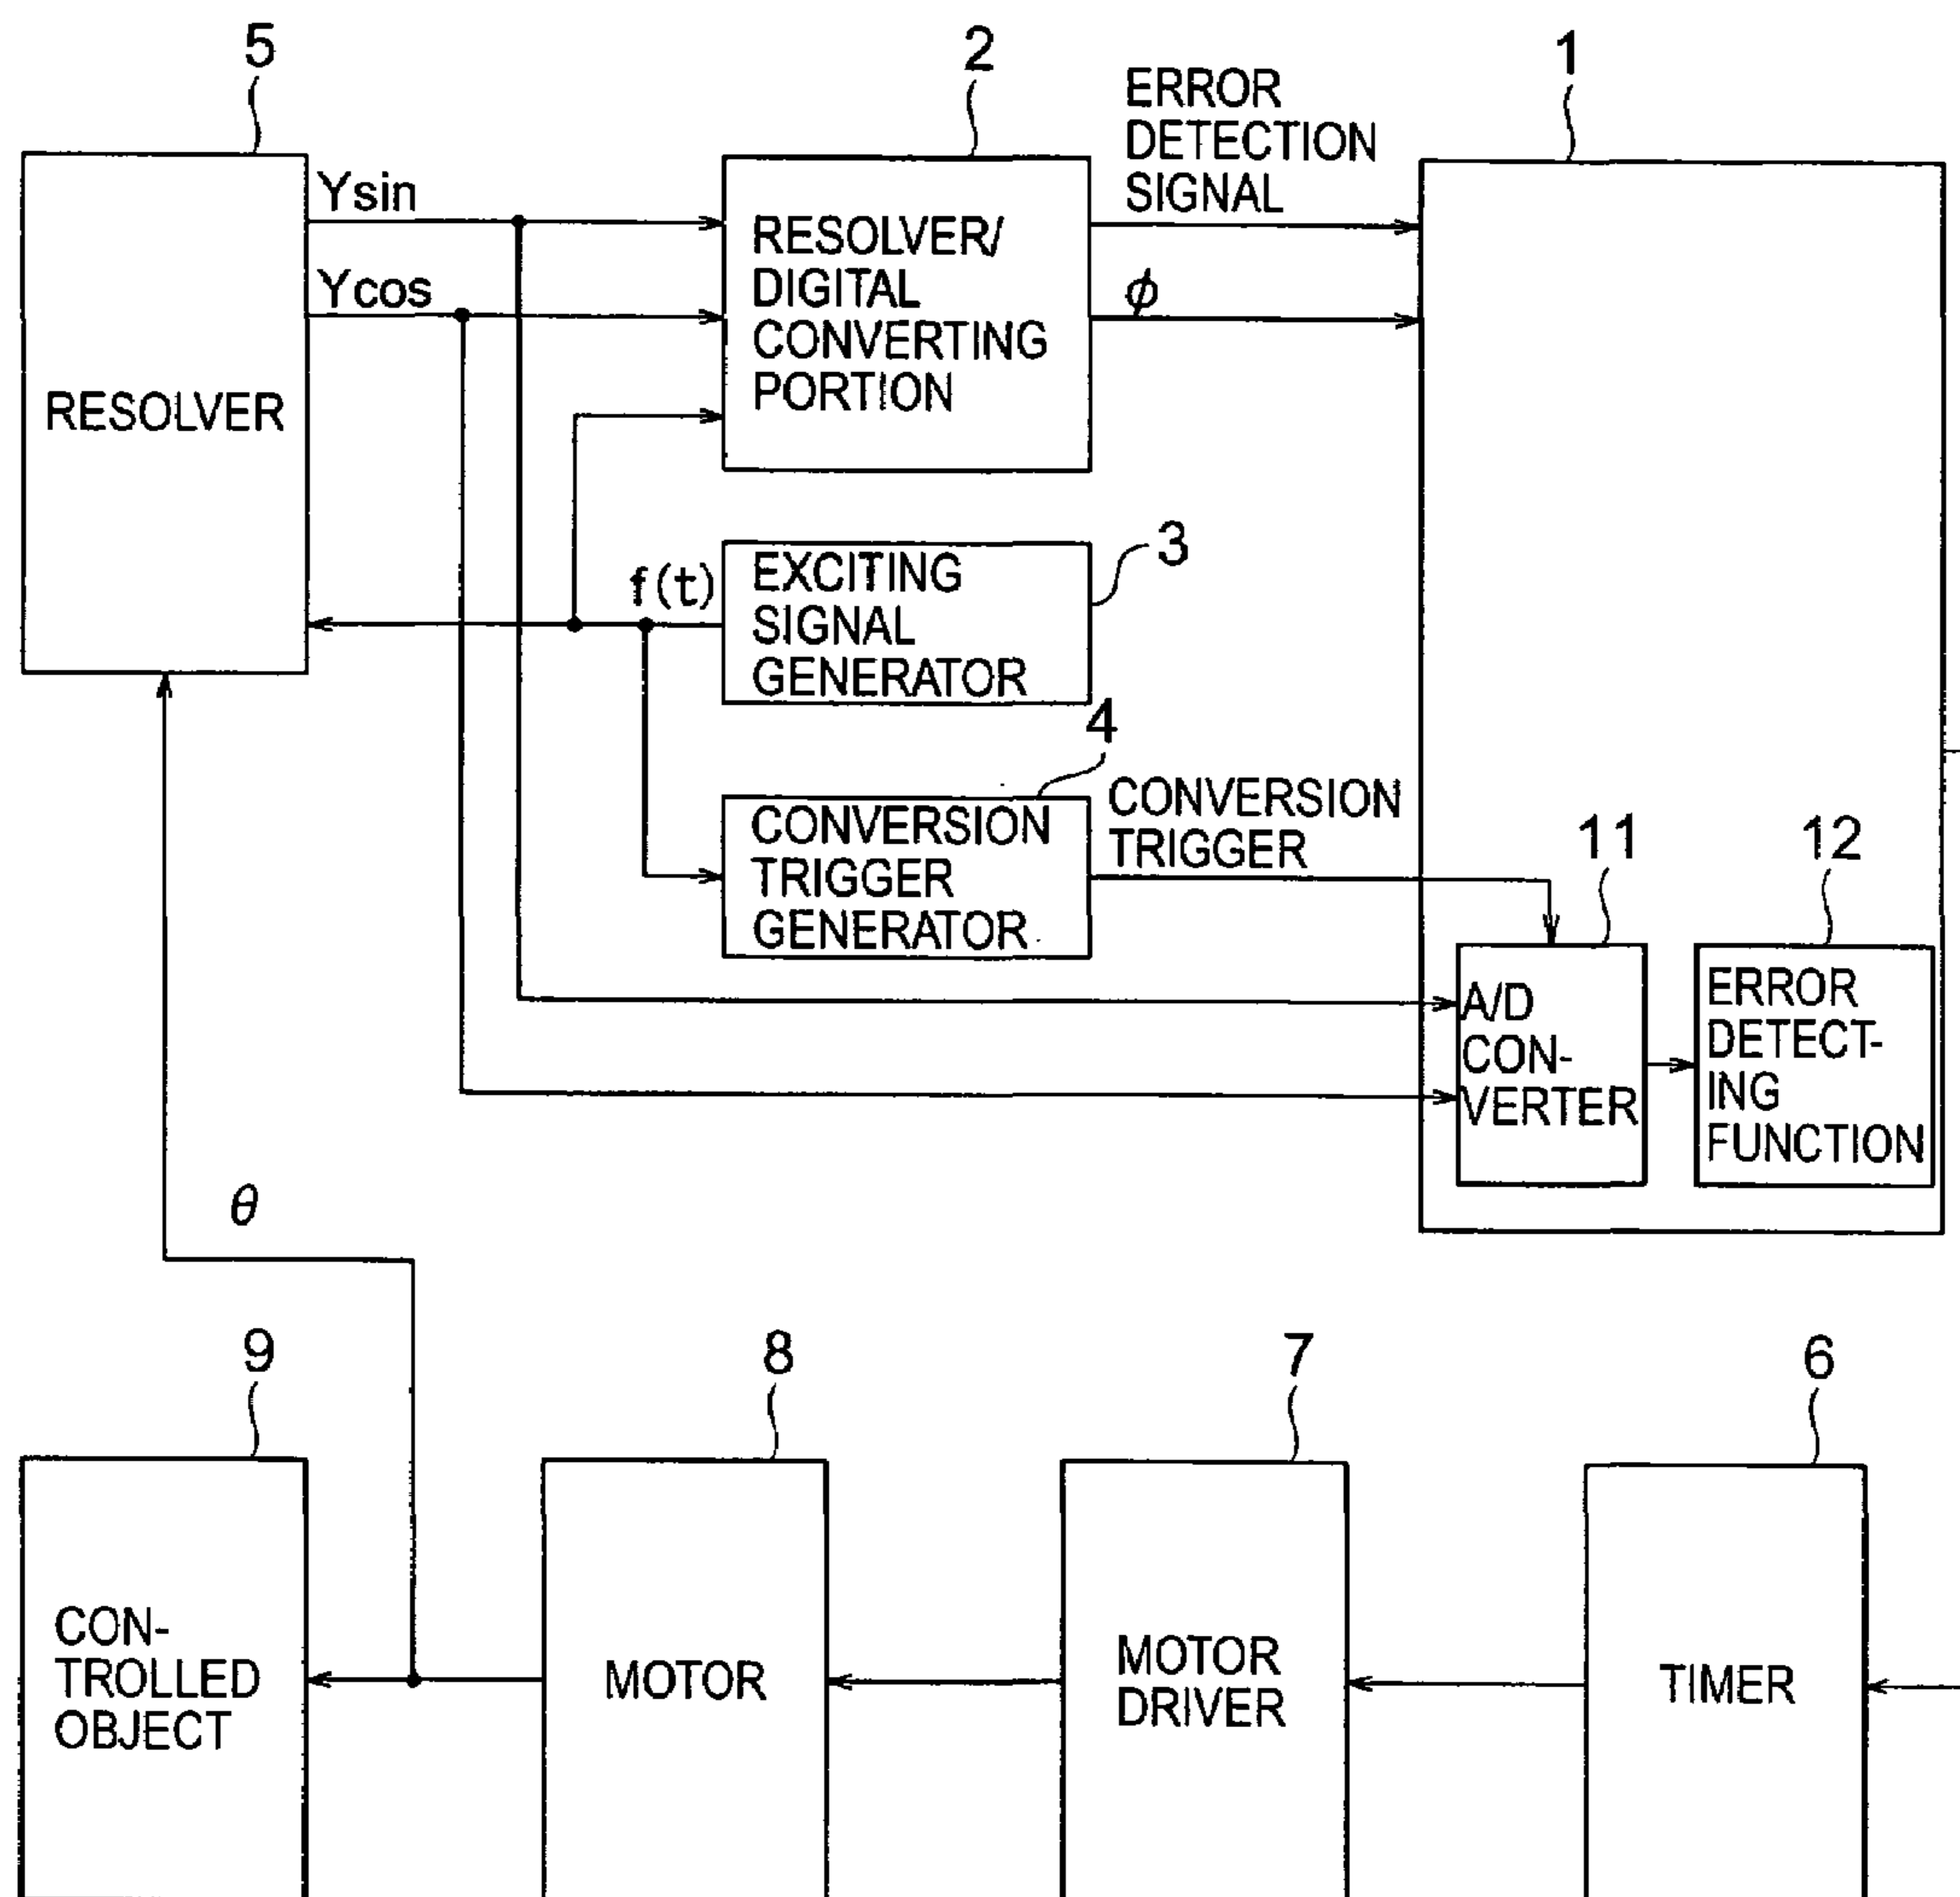 5
2
1
ERROR
DETECTION
SIGNAL
Ysin
Ycos
RESOLVER
RESOLVER/
DIGITAL
CONVERTING
PORTION
ϕ
3
f(t)
EXCITING
SIGNAL
GENERATOR
4
CONVERSION
TRIGGER
GENERATOR
CONVERSION
TRIGGER
11
12
A/D
CON-
VERTER
ERROR
DETECT-
ING
FUNCTION
θ
9
8
7
6
CON-
TROLLED
OBJECT
MOTOR
MOTOR
DRIVER
TIMER